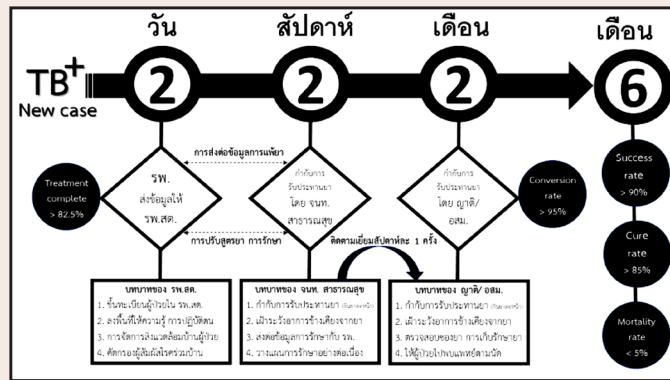 วัน
สัปดาห์
เดือน
เดือน
TB+
New case
2
2
2
6
การส่งต่อข้อมูลการแพ้ยา
รพ.
ส่งข้อมูลให้
รพ.สต.
กำกับการ
รับประทานยา
โดย จนท.
สาธารณสุข
กำกับการ
รับประทานยา
โดย ญาติ/
อสม.
Treatment
complete
> 82.5%
Conversion
rate
> 95%
Success
rate
> 90%
การปรับสูตรยา การรักษา
ติดตามเยี่ยมสัปดาห์ละ 1 ครั้ง
Cure
rate
> 85%
บทบาทของ รพ.สต.
1. ขึ้นทะเบียนผู้ป่วยใน รพ.สต.
2. ลงพื้นที่ให้ความรู้ การปฏิบัติตน
3. การจัดการสิ่งแวดล้อมบ้านผู้ป่วย
4. คัดกรองผู้สัมผัสโรคร่วมบ้าน
บทบาทของ จนท. สาธารณสุข
1. กำกับการรับประทานยา
2. เฝ้าระวังอาการข้างเคียงจากยา
3. ส่งต่อข้อมูลการรักษากับ รพ.
4. วางแผนการรักษาอย่างต่อเนื่อง
บทบาทของ ญาติ/ อสม.
1. กำกับการรับประทานยา
2. เฝ้าระวังอาการข้างเคียงจากยา
3. ตรวจสอบซองยา การเก็บรักษายา
4. ให้ผู้ป่วยไปพบแพทย์ตามนัด
Mortality
rate
< 5%